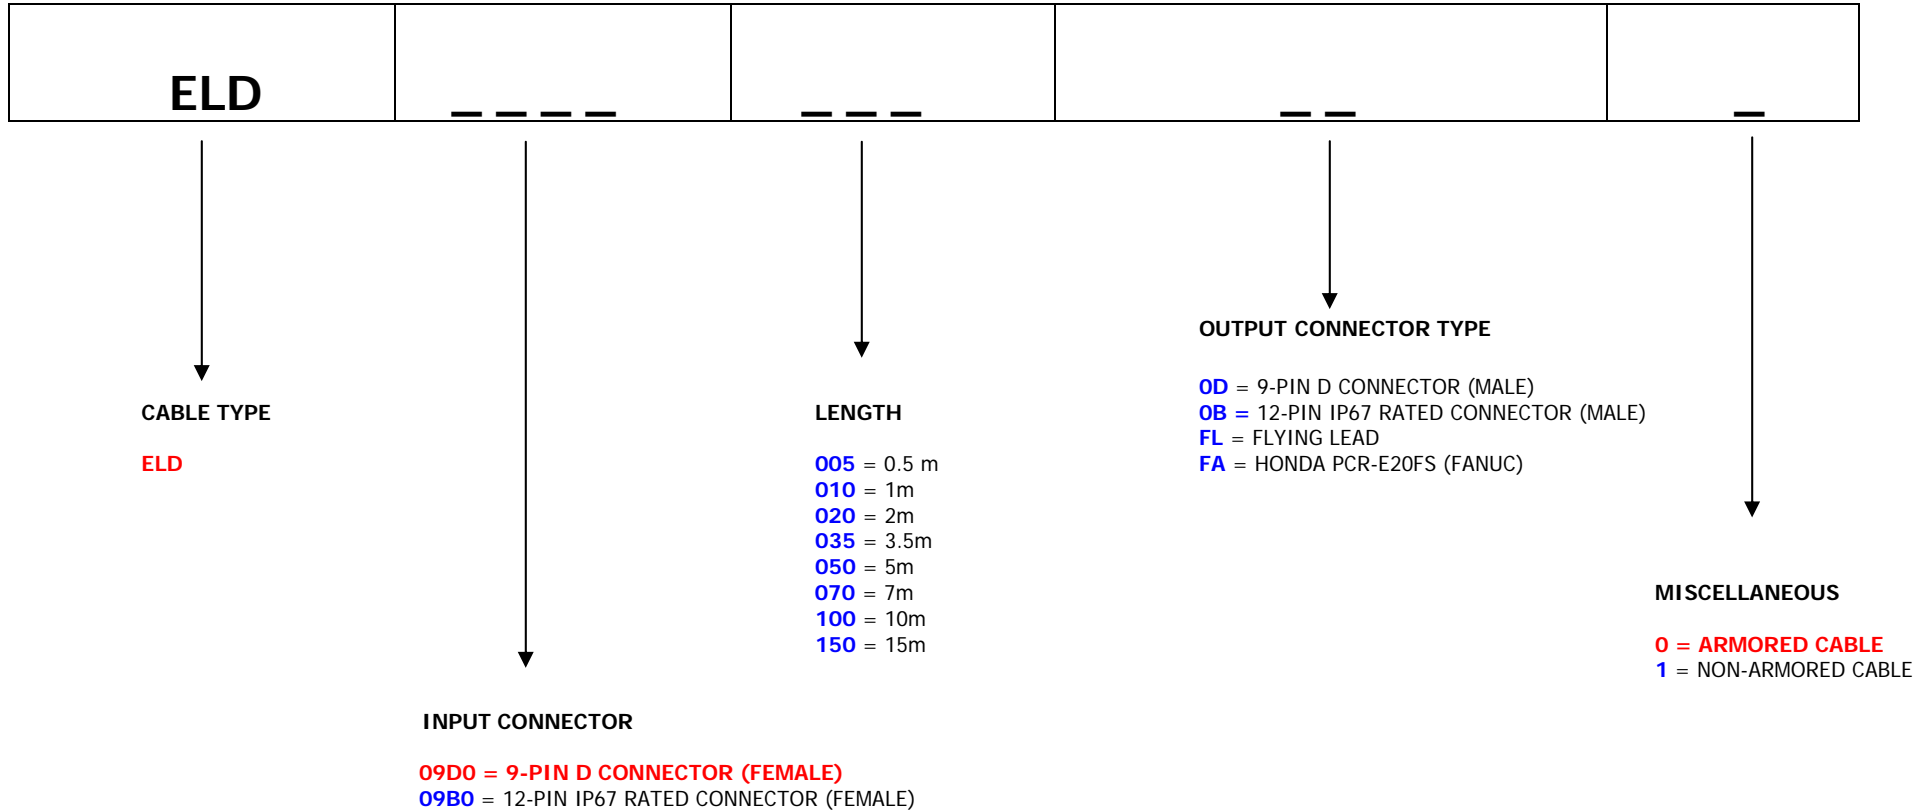 ELD
_ _ _ _
_ _ _
_ _
_
CABLE TYPE
ELD
LENGTH
005 = 0.5 m
010 = 1m
020 = 2m
035 = 3.5m
050 = 5m
070 = 7m
100 = 10m
150 = 15m
OUTPUT CONNECTOR TYPE
0D = 9-PIN D CONNECTOR (MALE)
0B = 12-PIN IP67 RATED CONNECTOR (MALE)
FL = FLYING LEAD
FA = HONDA PCR-E20FS (FANUC)
MISCELLANEOUS
0 = ARMORED CABLE
1 = NON-ARMORED CABLE
INPUT CONNECTOR
09D0 = 9-PIN D CONNECTOR (FEMALE)
09B0 = 12-PIN IP67 RATED CONNECTOR (FEMALE)